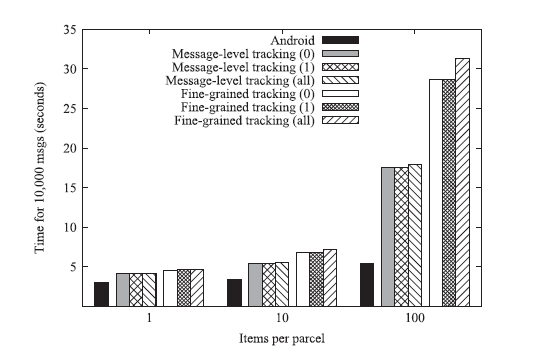 35
30
25
20
15
10
5
Time for 10,000 msgs (seconds)
Android
Message-level tracking (0)
Message-level tracking (1)
Message-level tracking (all)
Fine-grained tracking (0)
Fine-grained tracking (1)
Fine-grained tracking (all)
1 10 100
Items per parcel